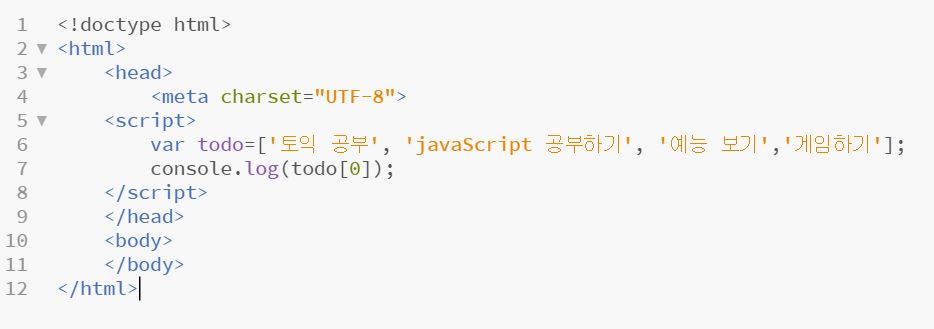 1 <!doctype html>
2 ▼ <html>
3 ▼ <head>
4 <meta charset="UTF-8">
5 ▼ <script>
6 var todo=['토익 공부', 'javaScript 공부하기', '예능 보기','게임하기'];
7 console.log(todo[0]);
8 </script>
9 </head>
10 <body>
11 </body>
12 </html>